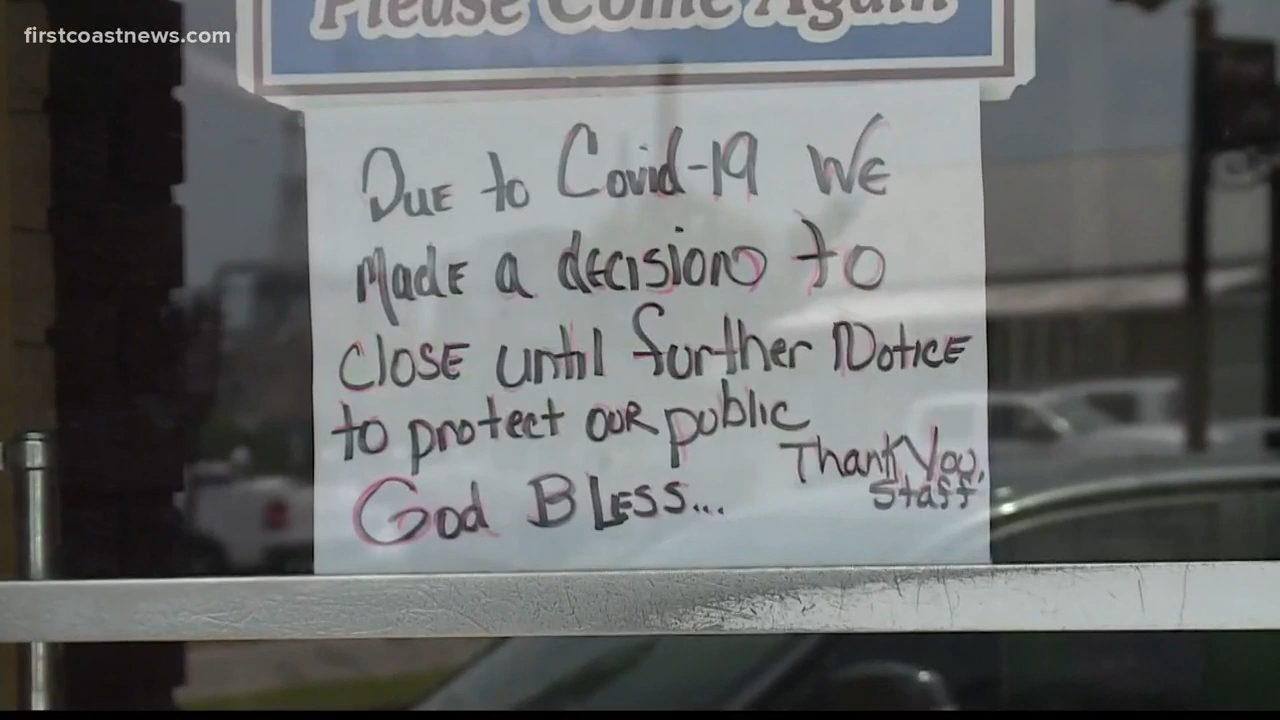 firstcoastnews.com
Please Come Again
Due to Covid-19 We
made a decision to
close until further Notice
to protect our public
Thank You,
God Bless... Staff